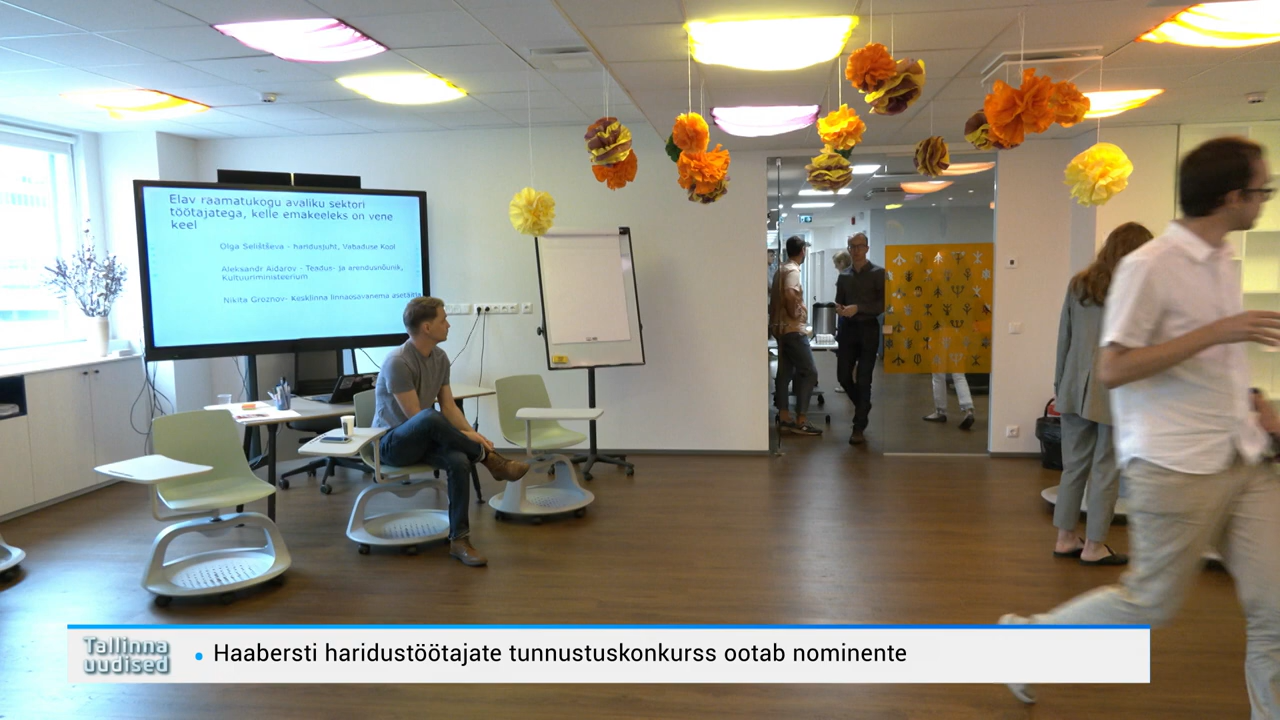 Elav raamatukogu avaliku sektori
töötajatega, kelle emakeeleks on vene
keel
Olga Selištševa - haridusjuht, Vabaduse Kool
Aleksandr Aidarov - Teadus- ja arendusnõunik,
Kultuuriministeerium
Nikita Groznov- Kesklinna linnaosavanema
Tallinna
uudised
Haabersti haridustöötajate tunnustuskonkurss ootab nominente